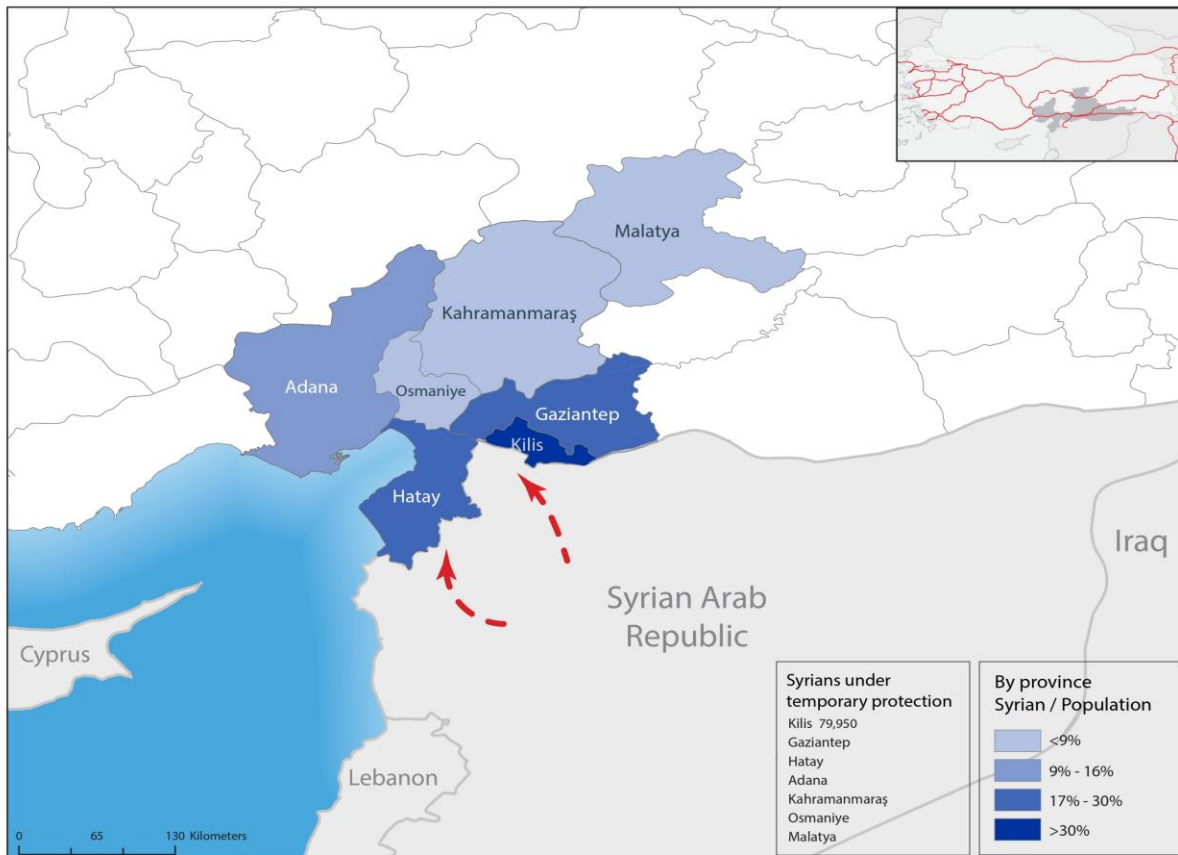 Malatya
Kahramanmaraş
Adana
Osmaniye
Gaziantep
Kilis
Hatay
Iraq
Syrian Arab
Republic
Cyprus
Lebanon
0 65 130 Kilometers
Syrians under
temporary protection
Kilis 79,950
Gaziantep
Hatay
Adana
Kahramanmaraş
Osmaniye
Malatya
By province
Syrian / Population
<9%
9% - 16%
17% - 30%
>30%